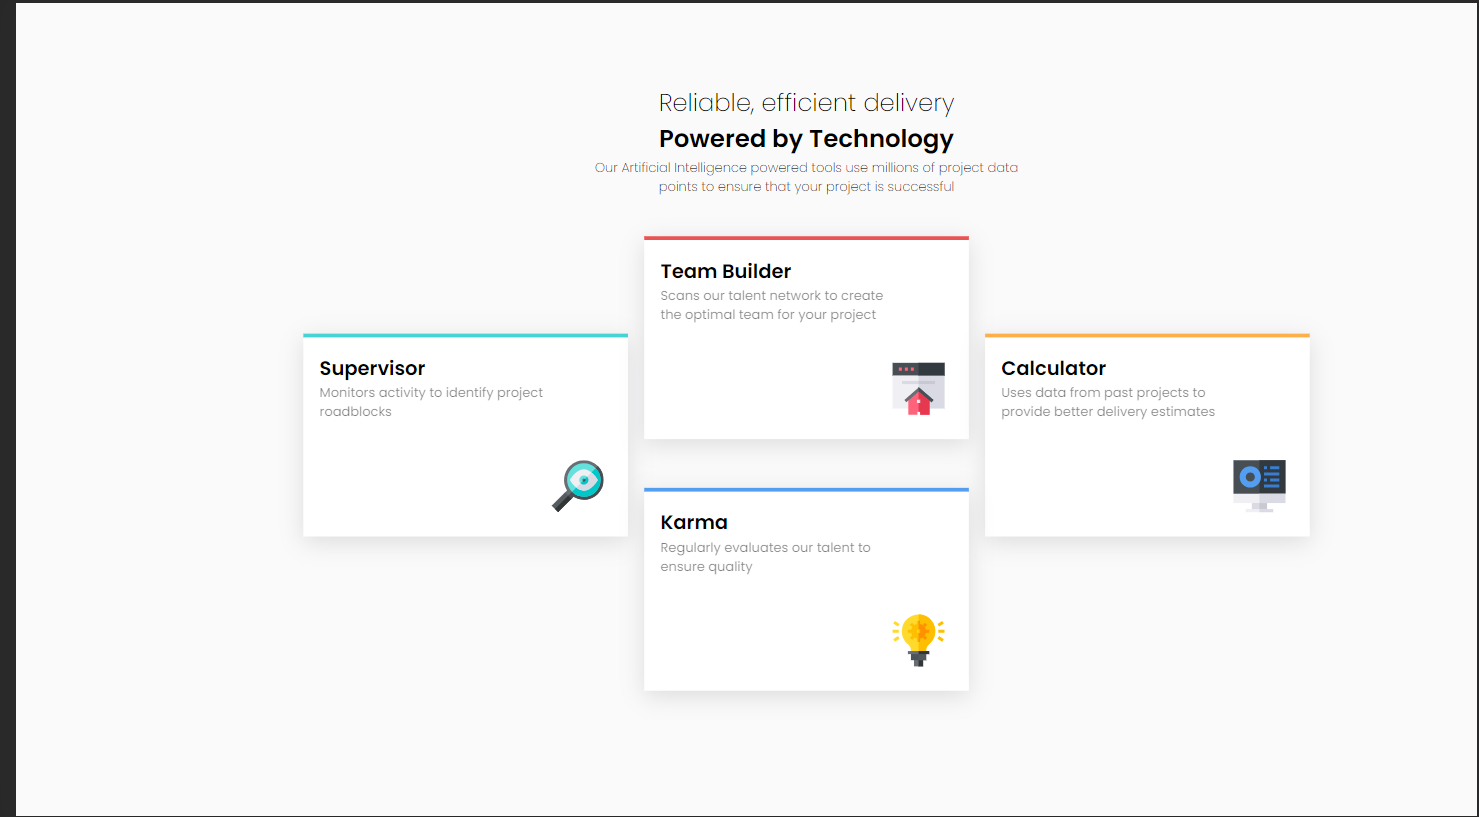 Reliable, efficient delivery
Powered by Technology
Our Artificial Intelligence powered tools use millions of project data
points to ensure that your project is successful
Supervisor
Monitors activity to identify project
roadblocks
Team Builder
Scans our talent network to create
the optimal team for your project
Karma
Regularly evaluates our talent to
ensure quality
Calculator
Uses data from past projects to
provide better delivery estimates